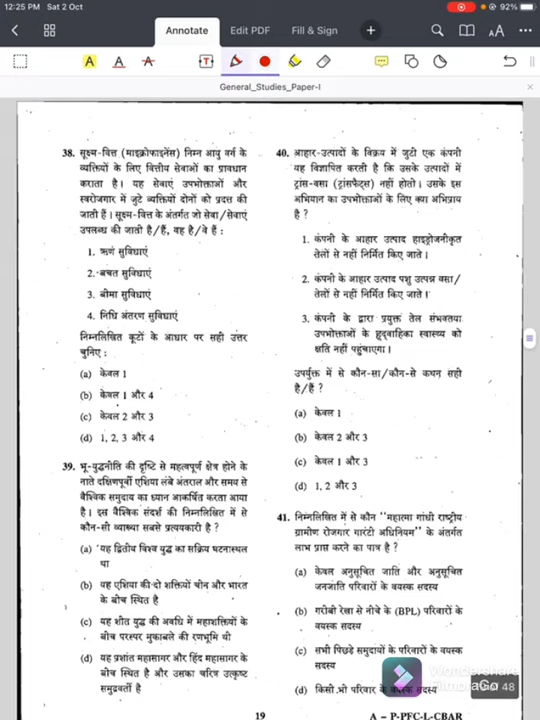 12:25 PM Sat 2 Oct
92%
Annotate
Edit PDF
Fill & Sign
General_Studies_Paper-I
38. सूक्ष्म-वित्त (माइक्रोफाइनेंस) निम्न आयु वर्ग के
व्यक्तियों के लिए वित्तीय सेवाओं का प्रावधान
कराता है। यह सेवाएं उपभोक्ताओं और
स्वरोजगार में जुटे व्यक्तियों दोनों को प्रदत्त की
जाती हैं। सूक्ष्म-वित्त के अंतर्गत जो सेवा/सेवाएं
उपलब्ध की जाती है/हैं, वह है/वे हैं :
1. ऋण सुविधाएं
2. बचत सुविधाएं
3. बीमा सुविधाएं
4. निधि अंतरण सुविधाएं
निम्नलिखित कूटों के आधार पर सही उत्तर
चुनिए :
(a) केवल 1
(b) केवल 1 और 4
(c) केवल 2 और 3
(d) 1, 2, 3 और 4
39. भू-युद्धनीति की दृष्टि से महत्वपूर्ण क्षेत्र होने के
नाते दक्षिणपूर्वी एशिया लंबे अंतराल और समय से
वैश्विक समुदाय का ध्यान आकर्षित करता आया
है। इस वैश्विक संदर्श की निम्नलिखित में से
कौन-सी व्याख्या सबसे प्रत्ययकारी है ?
(a) यह द्वितीय विश्व युद्ध का सक्रिय घटनास्थल
था
(b) यह एशिया की दो शक्तियों चीन और भारत
के बीच स्थित है
(c) यह शीत युद्ध की अवधि में महाशक्तियों के
बीच परस्पर मुकाबले की रणभूमि थी
(d) यह प्रशांत महासागर और हिंद महासागर के
बीच स्थित है और उसका चरित्र उत्कृष्ट
समुद्रवर्ती है
40. आहार-उत्पादों के विक्रय में जुटी एक कंपनी
यह विज्ञापित करती है कि उसके उत्पादों में
ट्रांस-वसा (ट्रांसफैट्स) नहीं होती। उसके इस
अभियान का उपभोक्ताओं के लिए क्या अभिप्राय
है ?
1. कंपनी के आहार उत्पाद हाइड्रोजनीकृत
तेलों से नहीं निर्मित किए जाते।
2. कंपनी के आहार उत्पाद पशु उत्पन्न वसा/
तेलों से नहीं निर्मित किए जाते।
3. कंपनी के द्वारा प्रयुक्त तेल संभवतया
उपभोक्ताओं के हृद्वाहिका स्वास्थ्य को
क्षति नहीं पहुंचाएगा।
उपर्युक्त में से कौन-सा/कौन-से कथन सही
है/हैं ?
(a) केवल 1
(b) केवल 2 और 3
(c) केवल 1 और 3
(d) 1, 2 और 3
41. निम्नलिखित में से कौन "महात्मा गांधी राष्ट्रीय
ग्रामीण रोजगार गारंटी अधिनियम" के अंतर्गत
लाभ प्राप्त करने का पात्र है ?
(a) केवल अनुसूचित जाति और अनुसूचित
जनजाति परिवारों के वयस्क सदस्य
(b) गरीबी रेखा से नीचे के (BPL) परिवारों के
वयस्क सदस्य
(c) सभी पिछड़े समुदायों के परिवारों के वयस्क
सदस्य
(d) किसी भी परिवार के वयस्क सदस्य
Wondershare
Filmora
48
19
A – P-PFC-L-CBAR